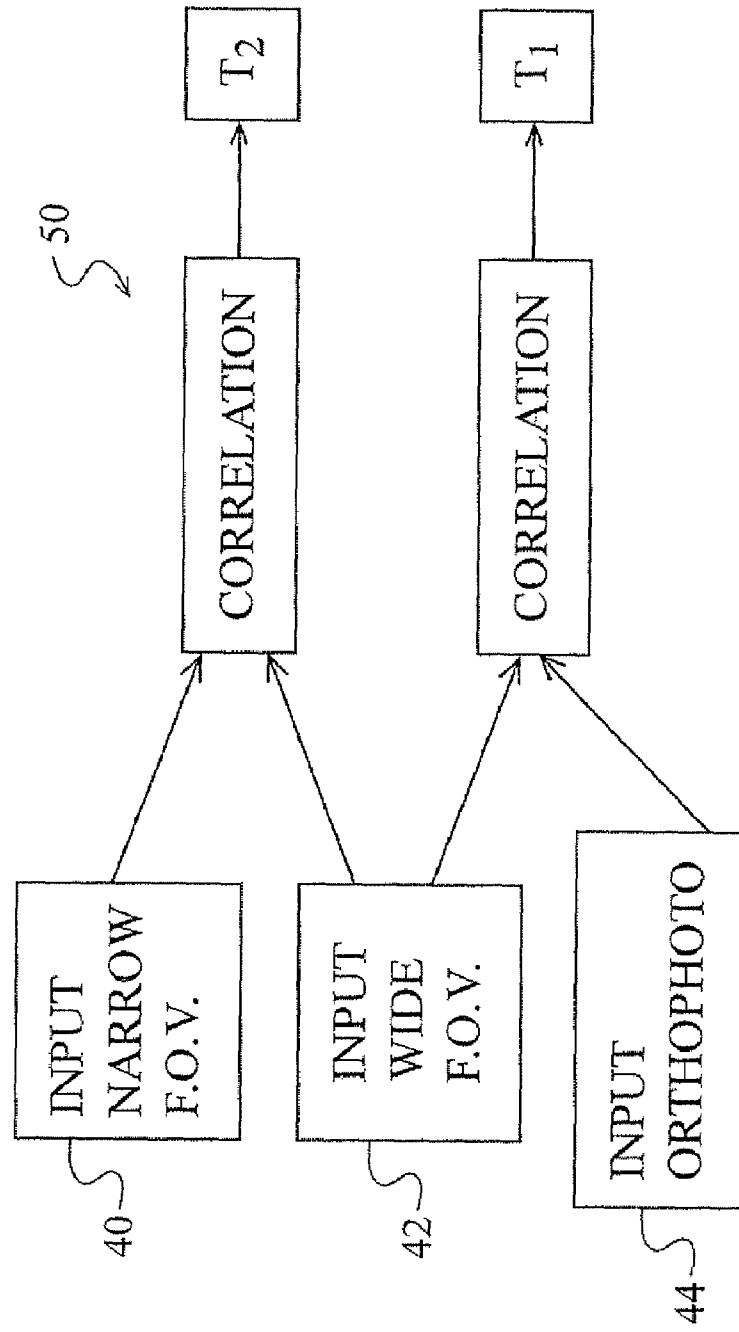 50
40
INPUT
NARROW
F.O.V.
CORRELATION
T2
42
INPUT
WIDE
F.O.V.
CORRELATION
T1
44
INPUT
ORTHOPHOTO